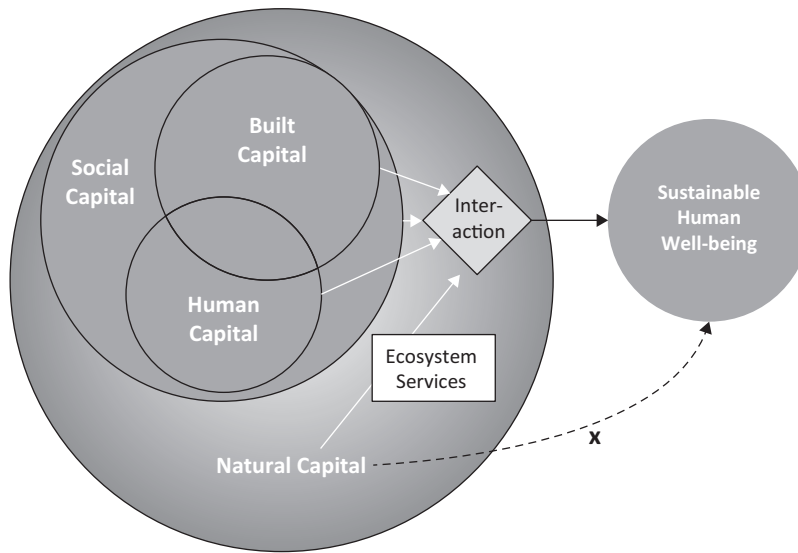 Built
Capital
Social
Capital
Inter-
action
Sustainable
Human
Well-being
Human
Capital
Ecosystem
Services
Natural Capital
x